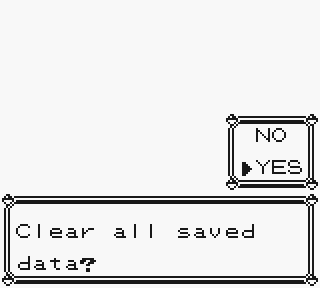 NO
▶YES
Clear all saved
data?